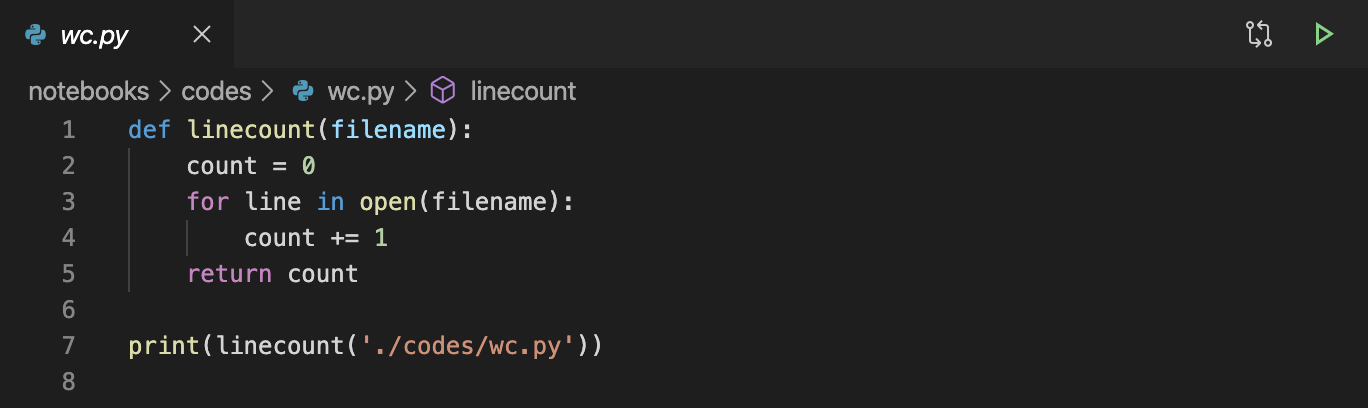 wc.py
notebooks > codes > wc.py > linecount
1 def linecount(filename):
2     count = 0
3     for line in open(filename):
4         count += 1
5     return count
6
7 print(linecount('./codes/wc.py'))
8